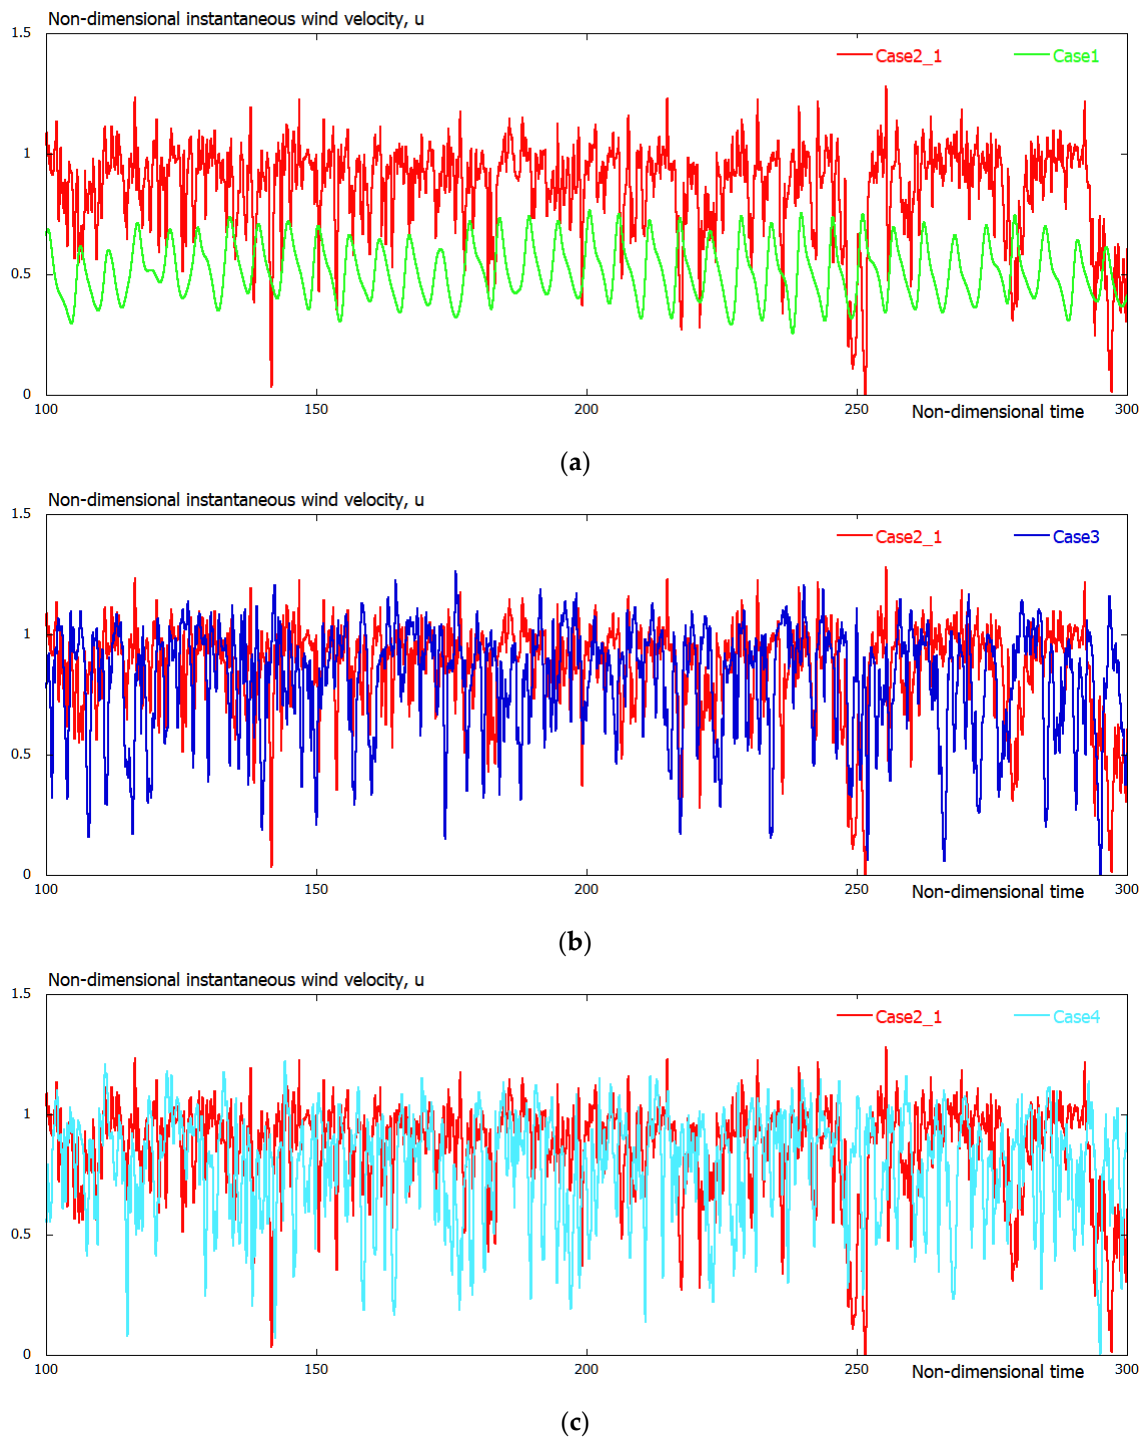 Non-dimensional instantaneous wind velocity, u
1.5
Case2_1 Case1
1
0.5
0
100 150 200 250 Non-dimensional time 300
(a)
Non-dimensional instantaneous wind velocity, u
1.5
Case2_1 Case3
1
0.5
0
100 150 200 250 Non-dimensional time 300
(b)
Non-dimensional instantaneous wind velocity, u
1.5
Case2_1 Case4
1
0.5
0
100 150 200 250 Non-dimensional time 300
(c)